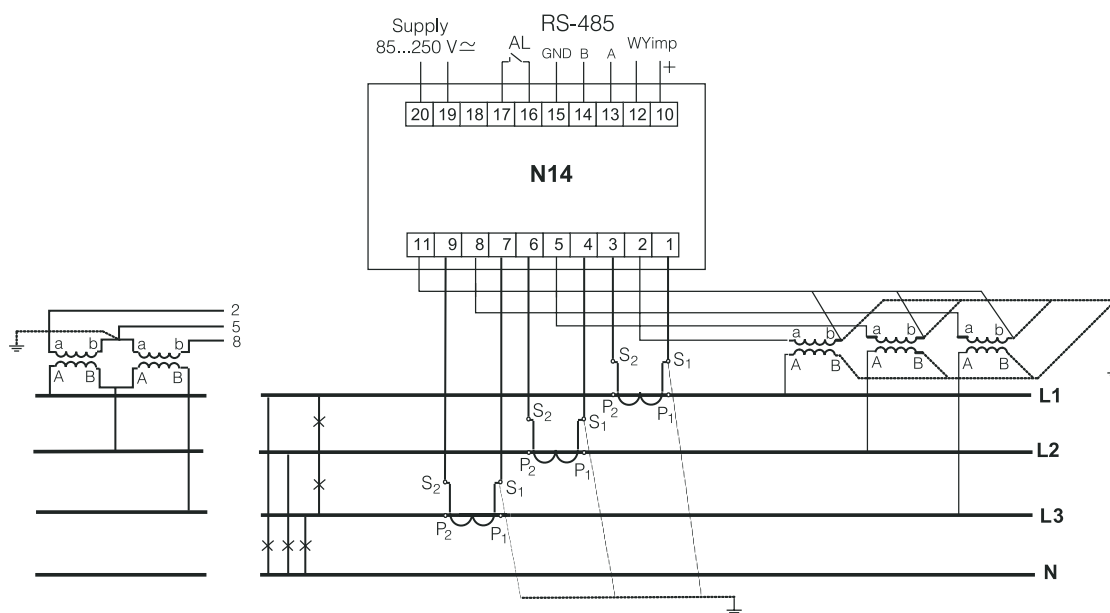 Supply
85...250 V≃
AL
RS-485
GND B A
WYimp
+
20 19 18 17 16 15 14 13 12 10
N14
11 9 8 7 6 5 4 3 2 1
2
5
8
a b a b
A B A B
a b
A B
a b
A B
a b
A B
S2 S1
P2 P1
L1
S2 S1
P2 P1
L2
S2 S1
P2 P1
L3
N